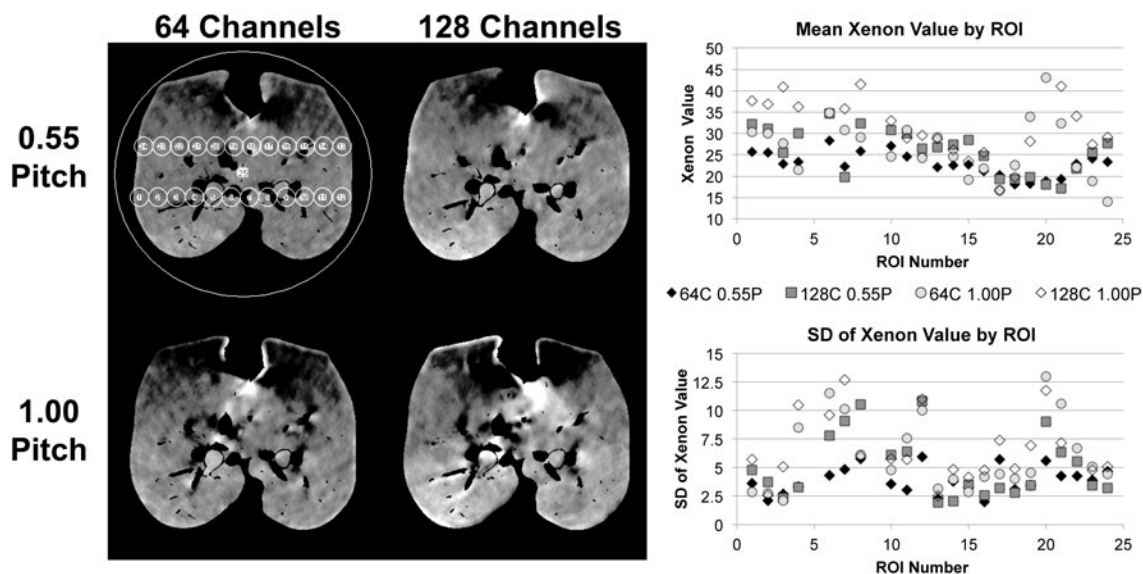 64 Channels
128 Channels
0.55
Pitch
1.00
Pitch
25
Mean Xenon Value by ROI
Xenon Value
50
45
40
35
30
25
20
15
10
0
5
10
15
20
25
ROI Number
64C 0.55P
128C 0.55P
64C 1.00P
128C 1.00P
SD of Xenon Value by ROI
SD of Xenon Value
15
12.5
10
7.5
5
2.5
0
0
5
10
15
20
25
ROI Number